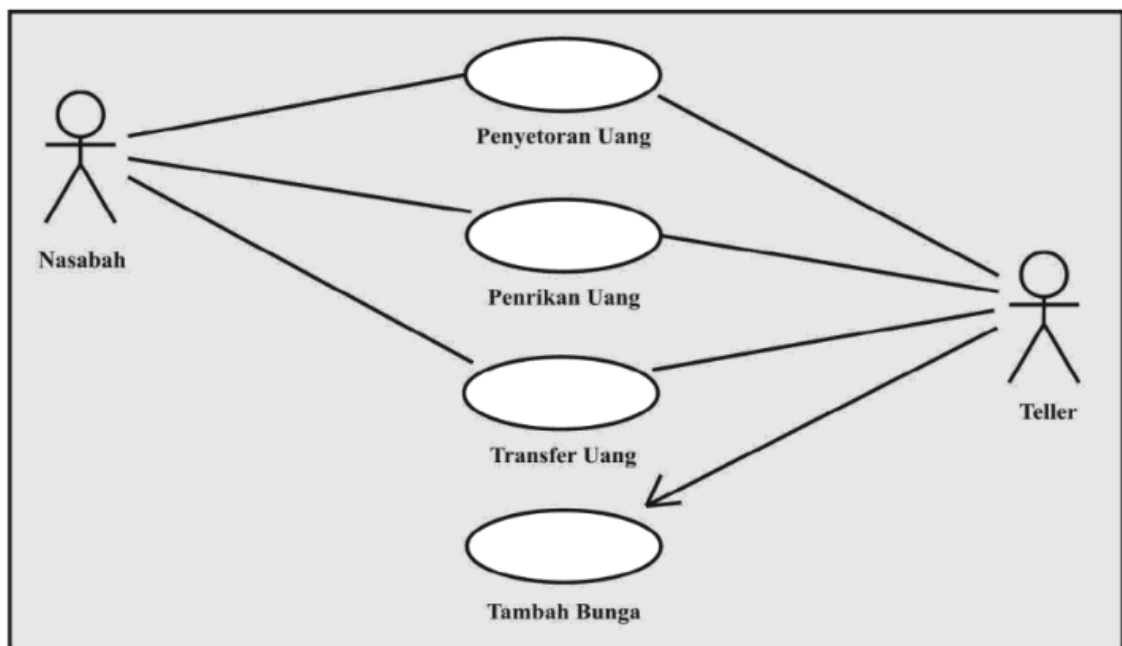 Penyetoran Uang
Nasabah
Penrikan Uang
Teller
Transfer Uang
Tambah Bunga